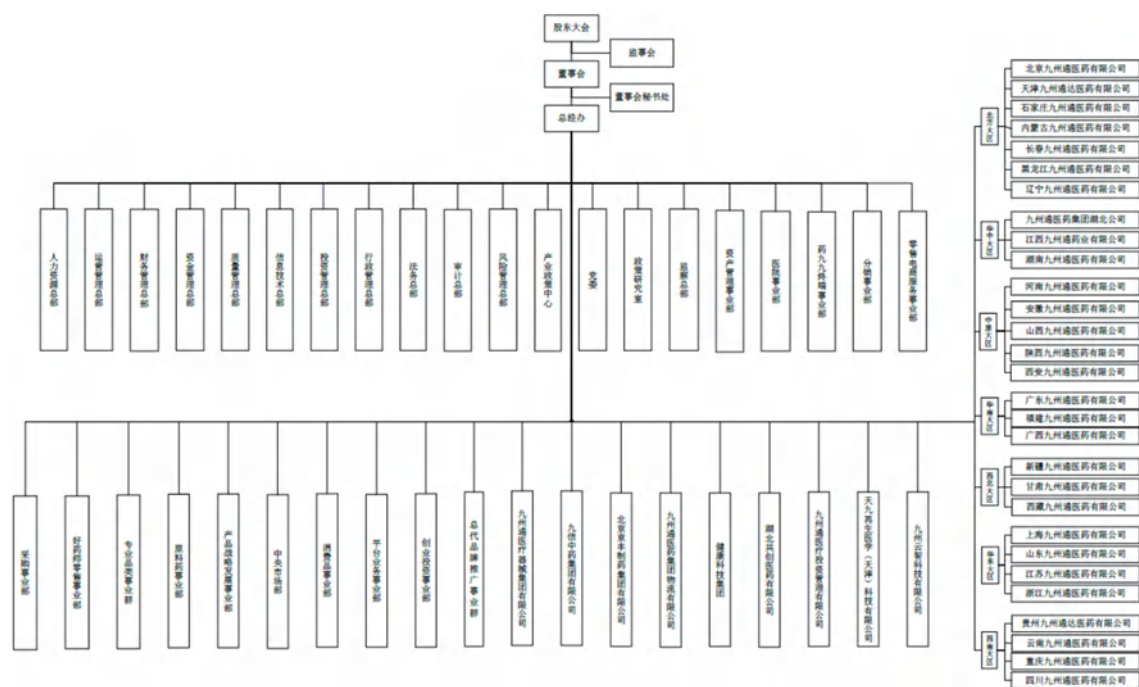 股东大会
监事会
董事会
董事会秘书处
总经办
人力资源总部
运营管理总部
财务管理总部
资金管理总部
质量管理总部
信息技术总部
投资管理总部
行政管理总部
法务总部
审计总部
风险管理总部
产业政策中心
党委
政策研究室
监察总部
资产管理事业部
医院事业部
药九九终端事业部
分销事业部
零售电商服务事业部
采购事业部
好药师零售事业部
专业品类事业群
原料药事业部
产品战略发展事业部
中央市场部
消费品事业部
平台业务事业部
创业投资事业部
总代品牌推广事业群
九州通医疗器械集团有限公司
九信中药集团有限公司
北京京丰制药集团有限公司
九州通医药集团物流有限公司
健康科技集团
湖北共创医药有限公司
九州通医疗投资管理有限公司
天九再生医学（天津）科技有限公司
九州云智科技有限公司
北方大区
北京九州通医药有限公司
天津九州通达医药有限公司
石家庄九州通医药有限公司
内蒙古九州通医药有限公司
长春九州通医药有限公司
黑龙江九州通医药有限公司
辽宁九州通医药有限公司
华中大区
九州通医药集团湖北公司
江西九州通药业有限公司
湖南九州通医药有限公司
中原大区
河南九州通医药有限公司
安徽九州通医药有限公司
山西九州通医药有限公司
陕西九州通医药有限公司
西安九州通医药有限公司
华南大区
广东九州通医药有限公司
福建九州通医药有限公司
广西九州通医药有限公司
西北大区
新疆九州通医药有限公司
甘肃九州通医药有限公司
西藏九州通医药有限公司
华东大区
上海九州通医药有限公司
山东九州通医药有限公司
江苏九州通医药有限公司
浙江九州通医药有限公司
西南大区
贵州九州通达医药有限公司
云南九州通医药有限公司
重庆九州通医药有限公司
四川九州通医药有限公司